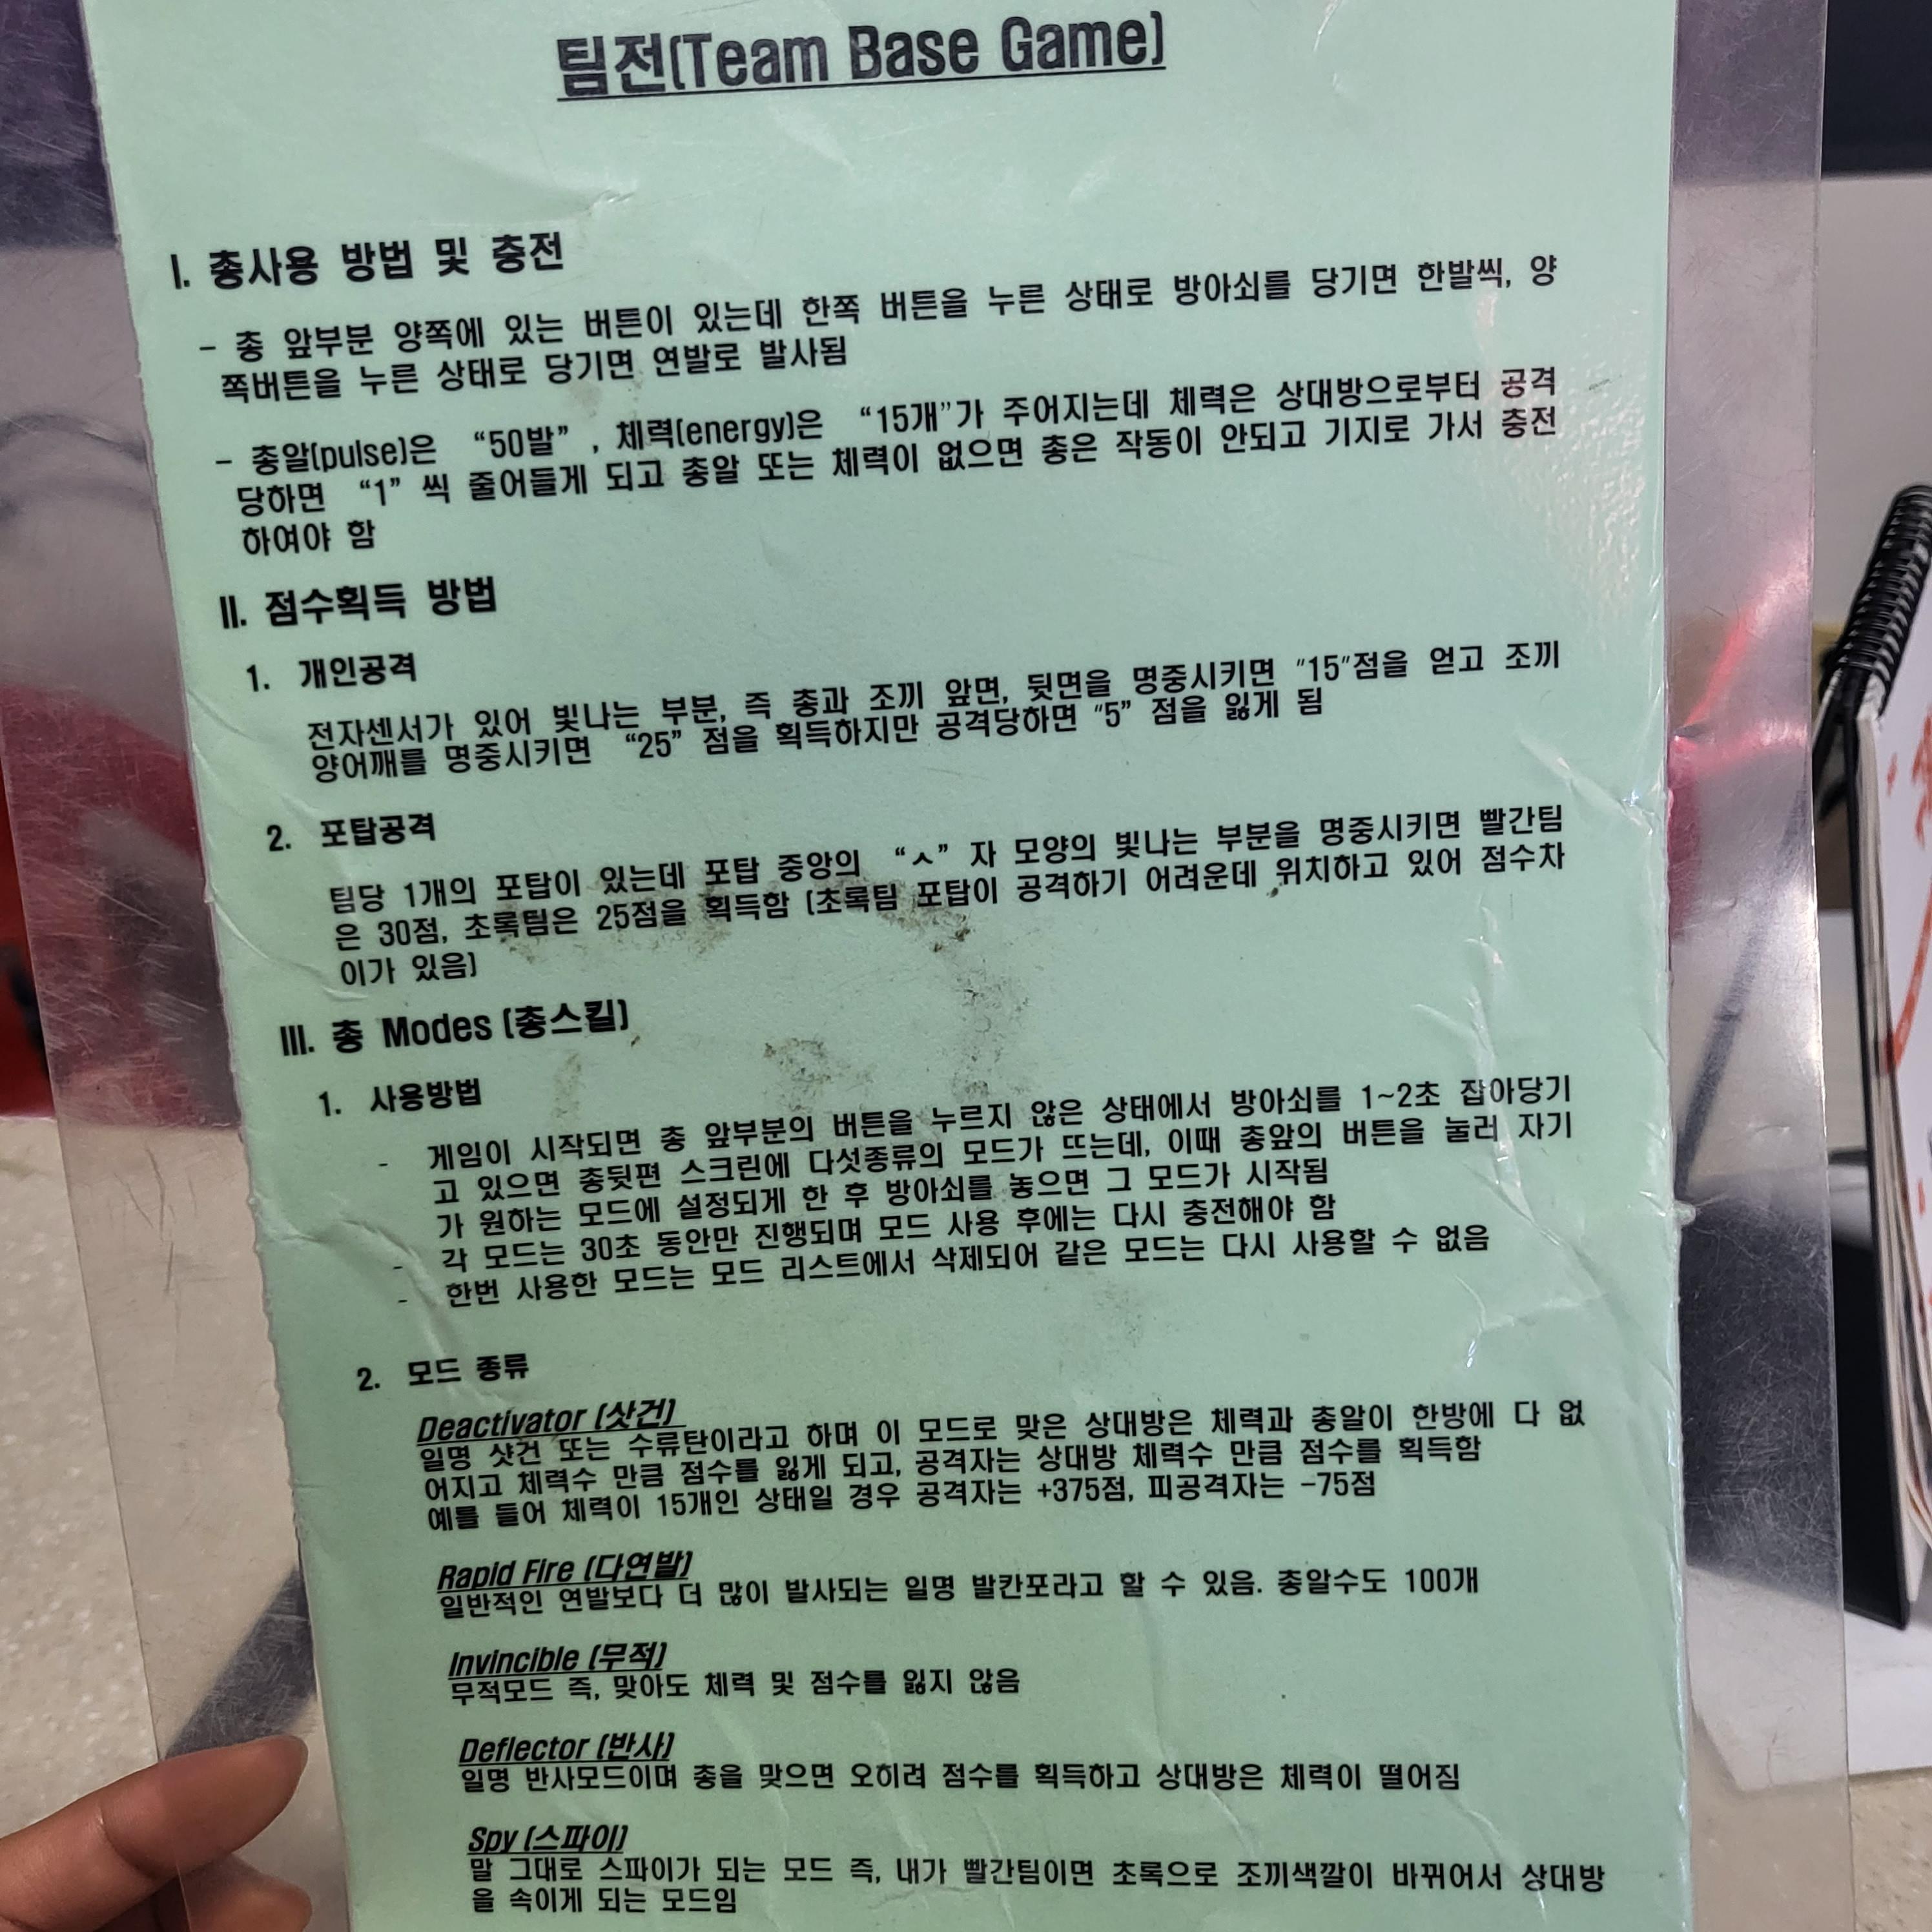 팀전(Team Base Game)
I. 총사용 방법 및 충전
- 총 앞부분 양쪽에 있는 버튼이 있는데 한쪽 버튼을 누른 상태로 방아쇠를 당기면 한발씩, 양
쪽버튼을 누른 상태로 당기면 연발로 발사됨
- 총알(pulse)은 “50발” , 체력(energy)은 “15개”가 주어지는데 체력은 상대방으로부터 공격
당하면 “1” 씩 줄어들게 되고 총알 또는 체력이 없으면 총은 작동이 안되고 기지로 가서 충전
하여야 함
II. 점수획득 방법
1. 개인공격
전자센서가 있어 빛나는 부분, 즉 총과 조끼 앞면, 뒷면을 명중시키면 "15"점을 얻고 조끼
양어깨를 명중시키면 “25” 점을 획득하지만 공격당하면 “5” 점을 잃게 됨
2. 포탑공격
팀당 1개의 포탑이 있는데 포탑 중앙의 “ㅅ” 자 모양의 빛나는 부분을 명중시키면 빨간팀
은 30점, 초록팀은 25점을 획득함 (초록팀 포탑이 공격하기 어려운데 위치하고 있어 점수차
이가 있음)
III. 총 Modes (총스킬)
1. 사용방법
- 게임이 시작되면 총 앞부분의 버튼을 누르지 않은 상태에서 방아쇠를 1~2초 잡아당기
고 있으면 총뒷편 스크린에 다섯종류의 모드가 뜨는데, 이때 총앞의 버튼을 눌러 자기
가 원하는 모드에 설정되게 한 후 방아쇠를 놓으면 그 모드가 시작됨
- 각 모드는 30초 동안만 진행되며 모드 사용 후에는 다시 충전해야 함
- 한번 사용한 모드는 모드 리스트에서 삭제되어 같은 모드는 다시 사용할 수 없음
2. 모드 종류
Deactivator (샷건)
일명 샷건 또는 수류탄이라고 하며 이 모드로 맞은 상대방은 체력과 총알이 한방에 다 없
어지고 체력수 만큼 점수를 잃게 되고, 공격자는 상대방 체력수 만큼 점수를 획득함
예를 들어 체력이 15개인 상태일 경우 공격자는 +375점, 피공격자는 -75점
Rapid Fire (다연발)
일반적인 연발보다 더 많이 발사되는 일명 발칸포라고 할 수 있음. 총알수도 100개
Invincible (무적)
무적모드 즉, 맞아도 체력 및 점수를 잃지 않음
Deflector (반사)
일명 반사모드이며 총을 맞으면 오히려 점수를 획득하고 상대방은 체력이 떨어짐
Spy (스파이)
말 그대로 스파이가 되는 모드 즉, 내가 빨간팀이면 초록으로 조끼색깔이 바뀌어서 상대방
을 속이게 되는 모드임